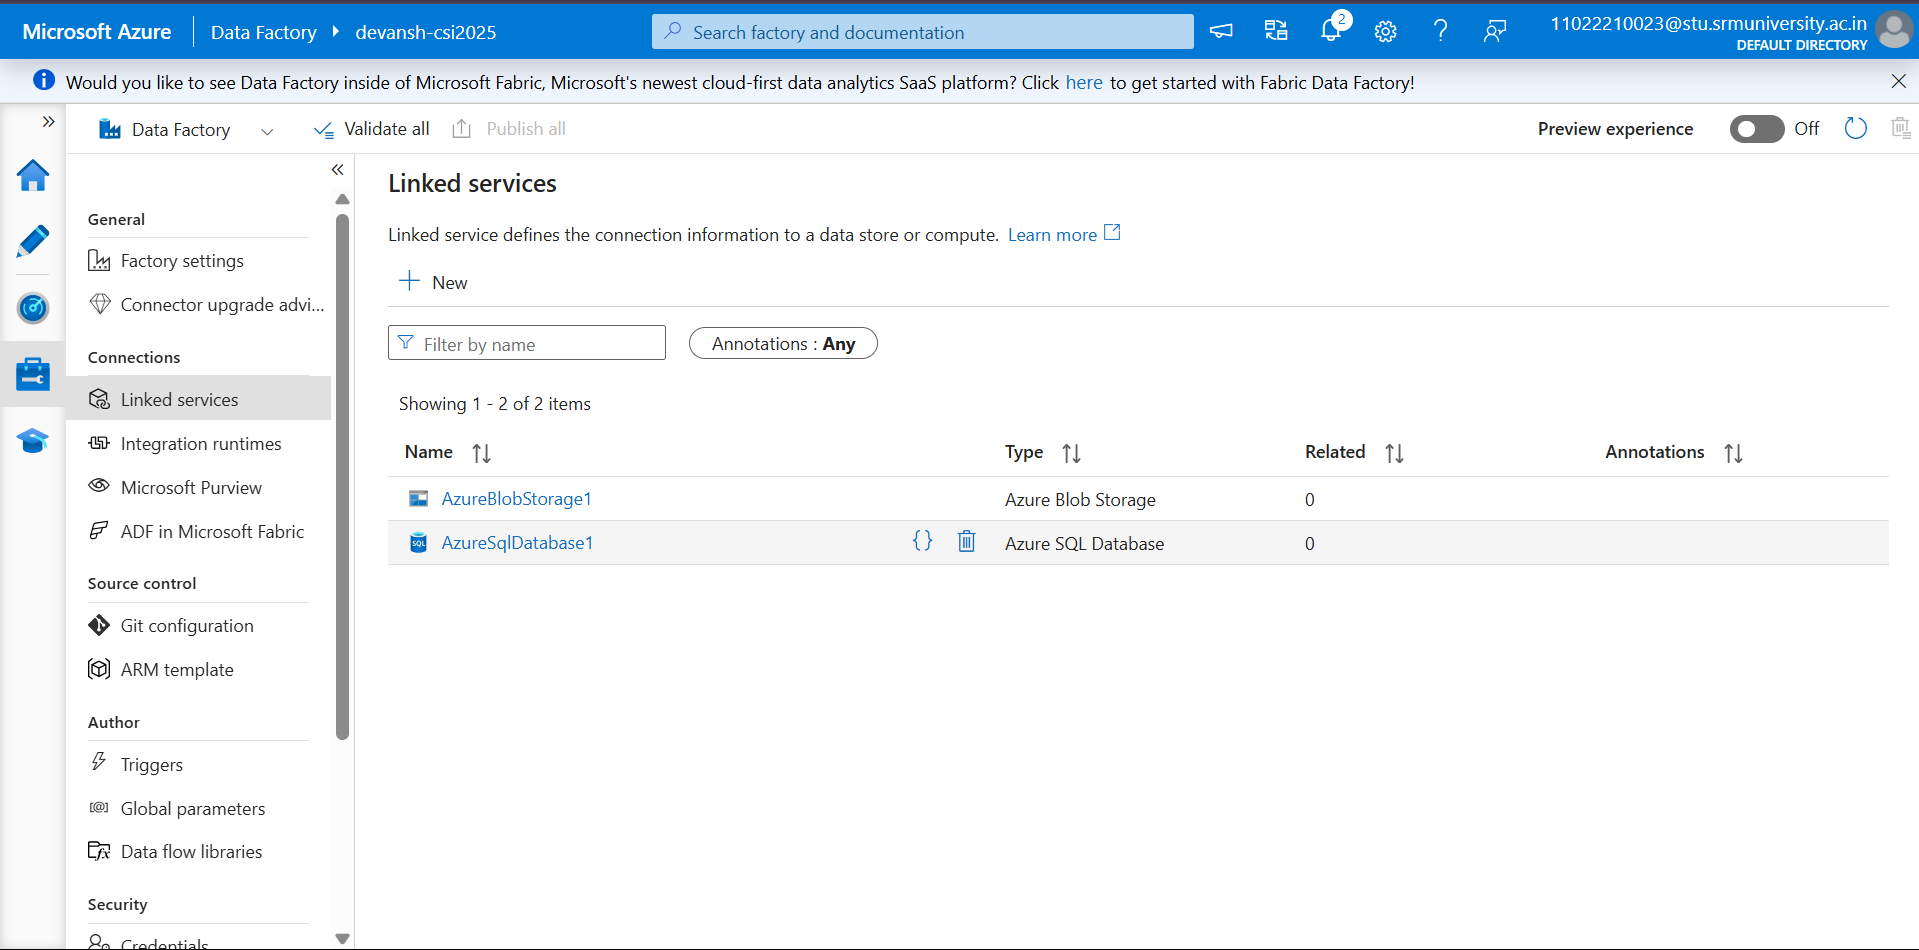 Microsoft Azure Data Factory devansh-csi2025 Search factory and documentation 2 11022210023@stu.srmuniversity.ac.in
DEFAULT DIRECTORY
Would you like to see Data Factory inside of Microsoft Fabric, Microsoft's newest cloud-first data analytics SaaS platform? Click here to get started with Fabric Data Factory!
Data Factory Validate all Publish all Preview experience Off
General
Factory settings
Connector upgrade advi...
Connections
Linked services
Integration runtimes
Microsoft Purview
ADF in Microsoft Fabric
Source control
Git configuration
ARM template
Author
Triggers
Global parameters
Data flow libraries
Security
Credentials
Linked services
Linked service defines the connection information to a data store or compute. Learn more
New
Filter by name Annotations : Any
Showing 1 - 2 of 2 items
Name Type Related Annotations
AzureBlobStorage1 Azure Blob Storage 0
SQL AzureSqlDatabase1 {} Azure SQL Database 0